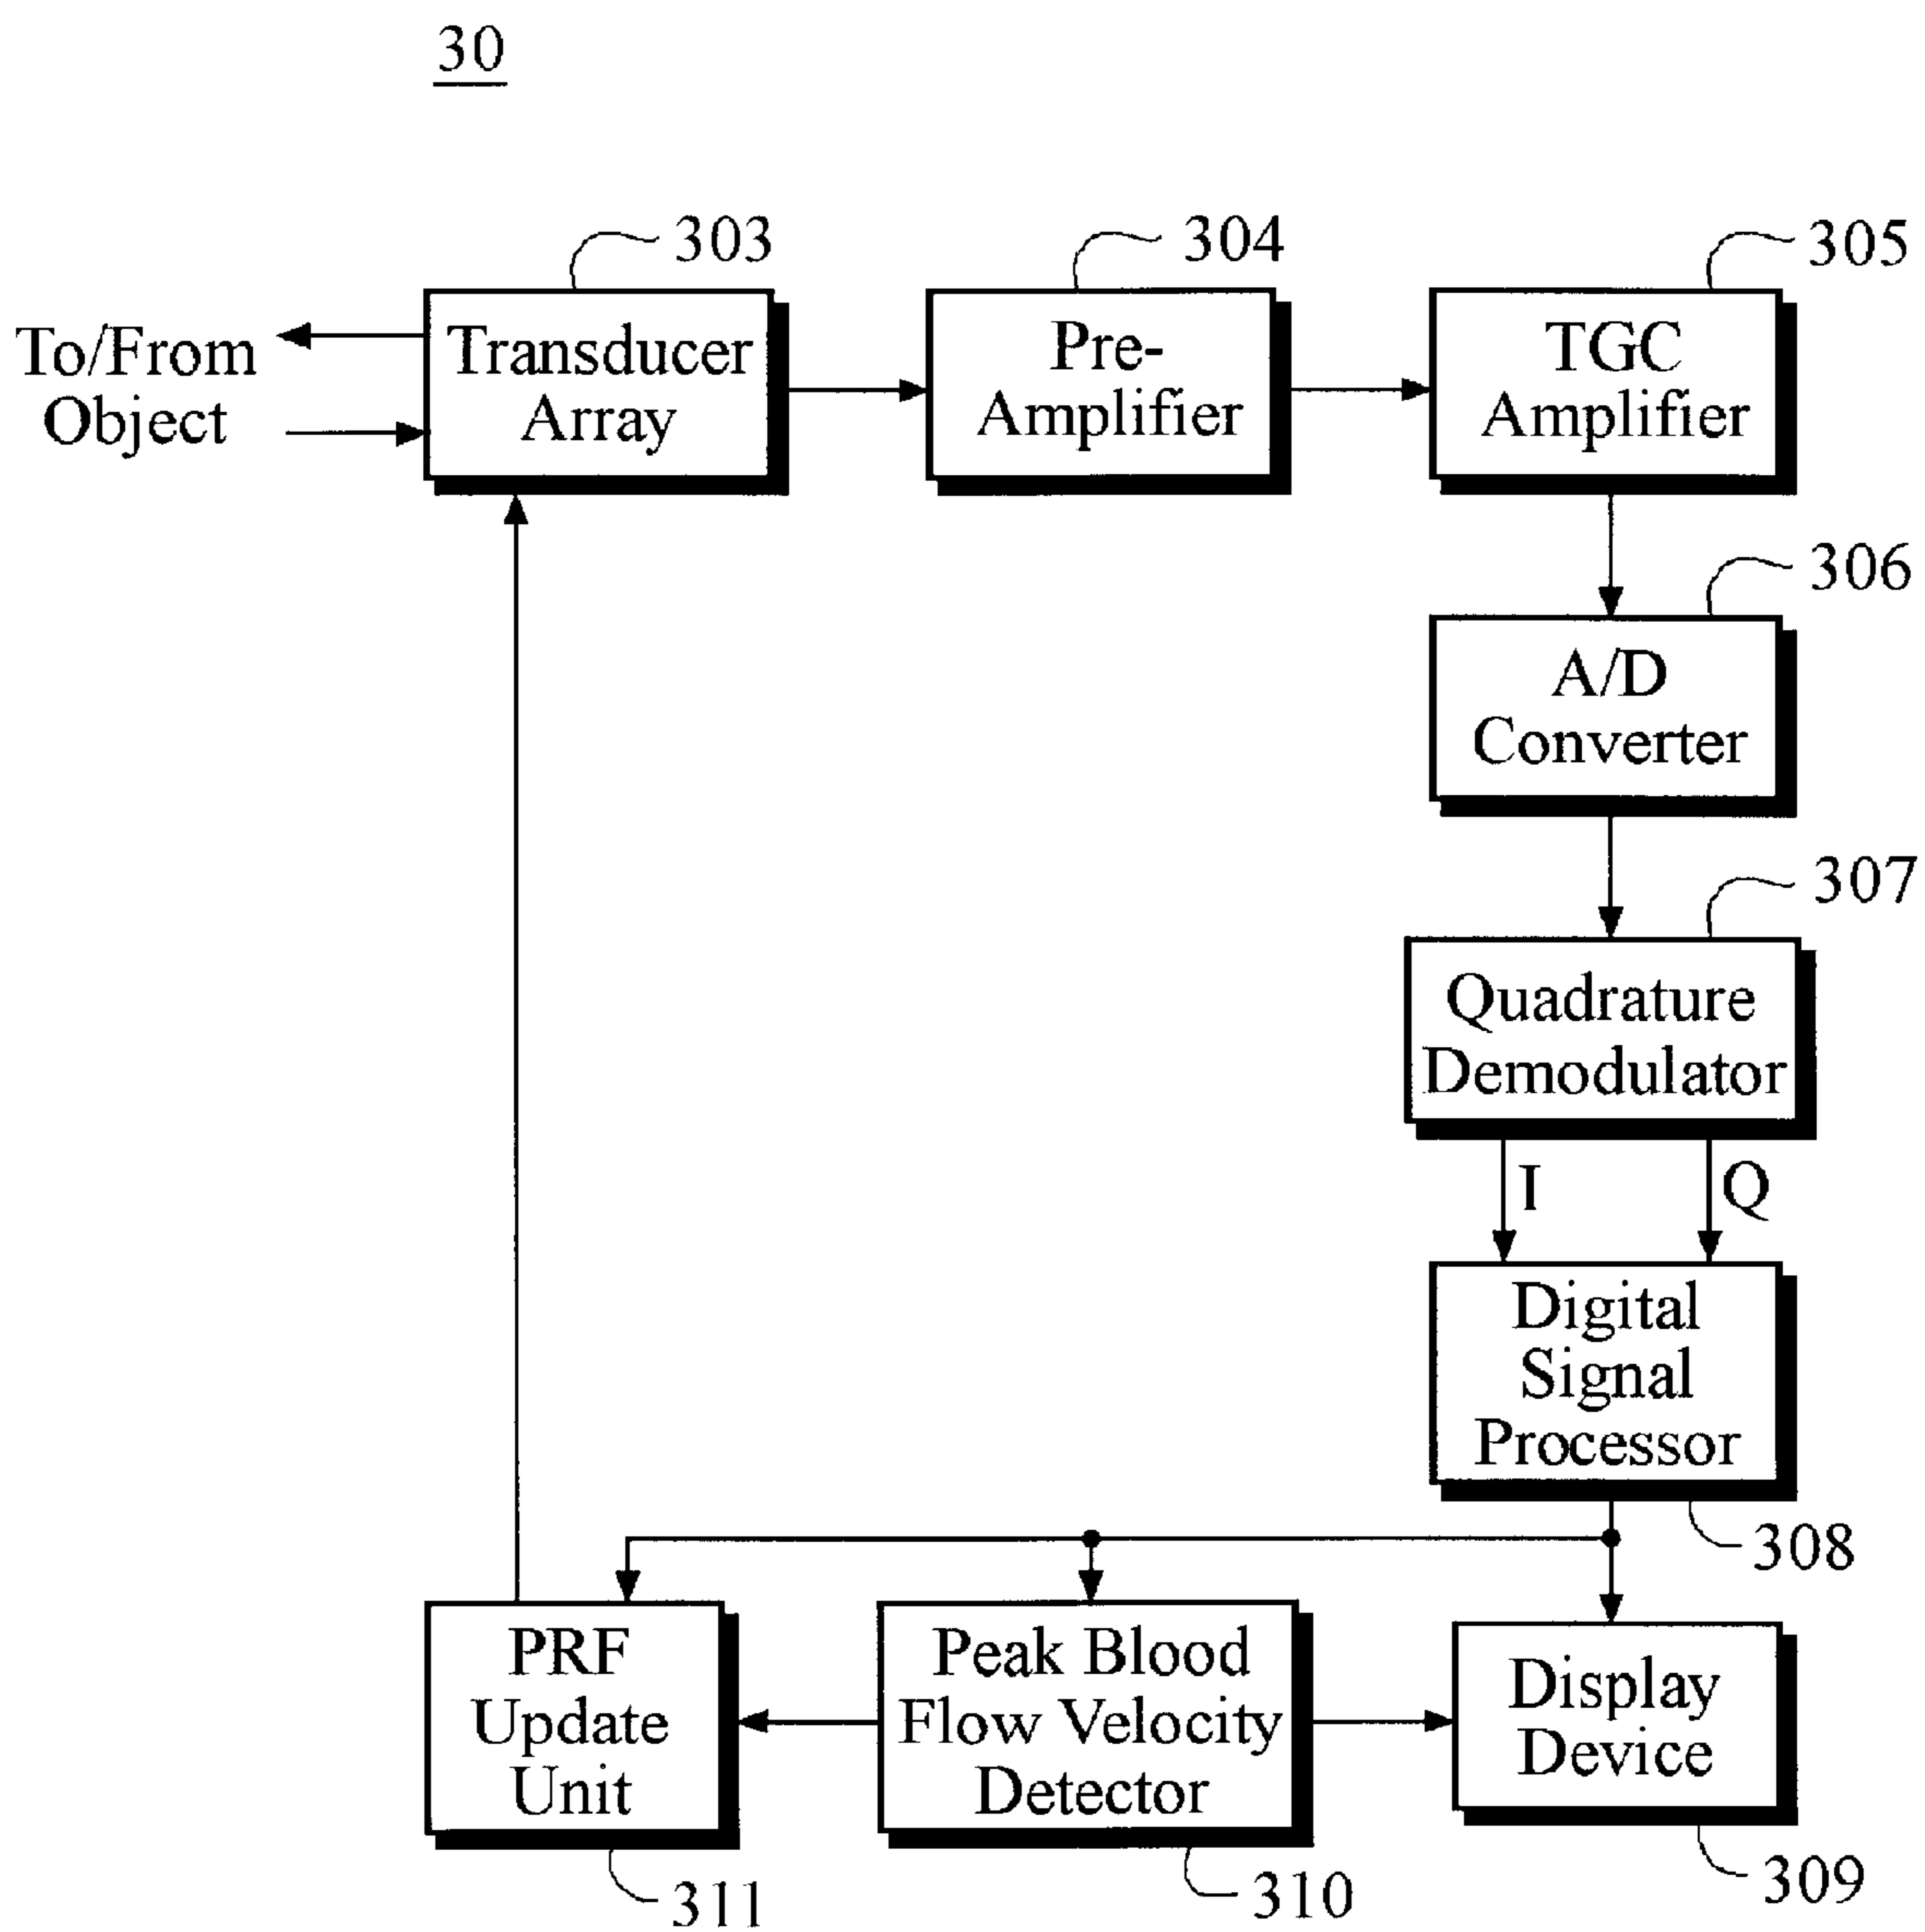 30
303
304
305
To/From
Object
Transducer
Array
Pre-
Amplifier
TGC
Amplifier
306
A/D
Converter
307
Quadrature
Demodulator
I
Q
Digital
Signal
Processor
308
PRF
Update
Unit
Peak Blood
Flow Velocity
Detector
Display
Device
311
310
309